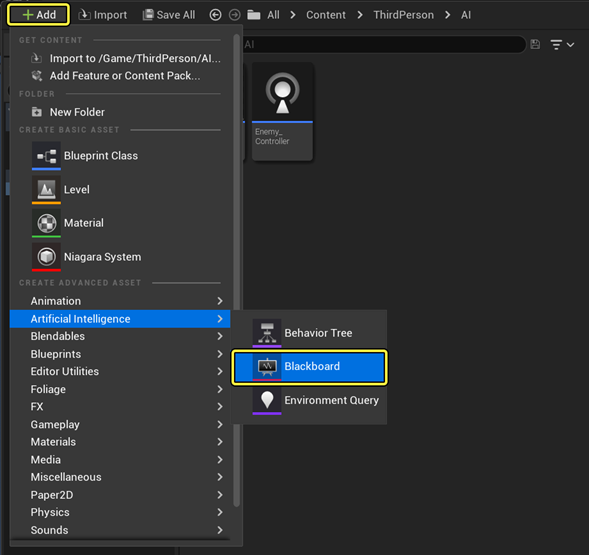 Add Import Save All All Content ThirdPerson AI
AI
GET CONTENT
Import to /Game/ThirdPerson/AI...
Add Feature or Content Pack...
FOLDER
New Folder
CREATE BASIC ASSET
Blueprint Class
Level
Material
Niagara System
CREATE ADVANCED ASSET
Animation
Artificial Intelligence
Blendables
Blueprints
Editor Utilities
Foliage
FX
Gameplay
Materials
Media
Miscellaneous
Paper2D
Physics
Sounds
Behavior Tree
Blackboard
Environment Query
Enemy_
Controller